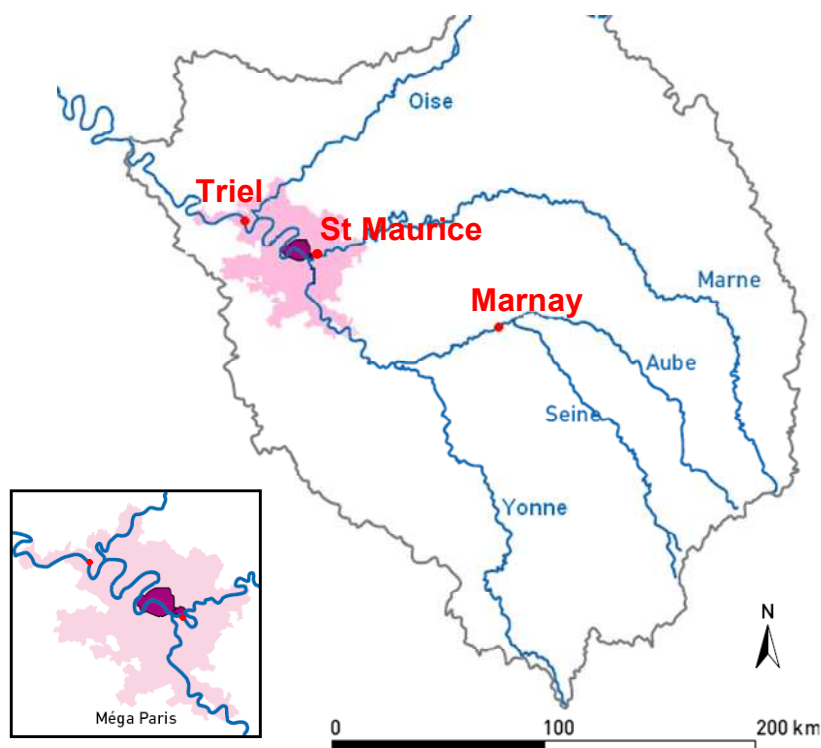 Oise
Triel
St Maurice
Marne
Marnay
Aube
Seine
Yonne
N
Méga Paris
0
100
200 km